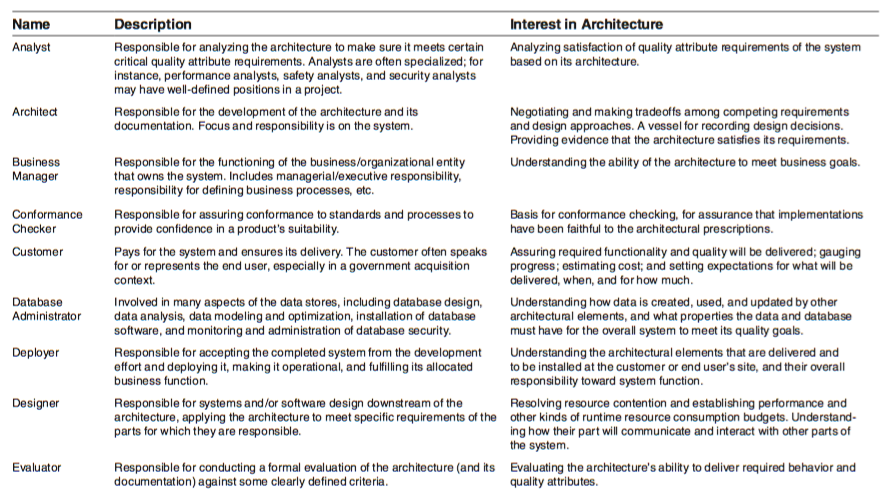 Name Description Interest in Architecture
Analyst Responsible for analyzing the architecture to make sure it meets certain Analyzing satisfaction of quality attribute requirements of the system
critical quality attribute requirements. Analysts are often specialized; for based on its architecture.
instance, performance analysts, safety analysts, and security analysts
may have well-defined positions in a project.
Architect Responsible for the development of the architecture and its Negotiating and making tradeoffs among competing requirements
documentation. Focus and responsibility is on the system. and design approaches. A vessel for recording design decisions.
Providing evidence that the architecture satisfies its requirements.
Business Responsible for the functioning of the business/organizational entity Understanding the ability of the architecture to meet business goals.
Manager that owns the system. Includes managerial/executive responsibility,
responsibility for defining business processes, etc.
Conformance Responsible for assuring conformance to standards and processes to Basis for conformance checking, for assurance that implementations
Checker provide confidence in a product's suitability. have been faithful to the architectural prescriptions.
Customer Pays for the system and ensures its delivery. The customer often speaks Assuring required functionality and quality will be delivered; gauging
for or represents the end user, especially in a government acquisition progress; estimating cost; and setting expectations for what will be
context. delivered, when, and for how much.
Database Involved in many aspects of the data stores, including database design, Understanding how data is created, used, and updated by other
Administrator data analysis, data modeling and optimization, installation of database architectural elements, and what properties the data and database
software, and monitoring and administration of database security. must have for the overall system to meet its quality goals.
Deployer Responsible for accepting the completed system from the development Understanding the architectural elements that are delivered and
effort and deploying it, making it operational, and fulfilling its allocated to be installed at the customer or end user's site, and their overall
business function. responsibility toward system function.
Designer Responsible for systems and/or software design downstream of the Resolving resource contention and establishing performance and
architecture, applying the architecture to meet specific requirements of the other kinds of runtime resource consumption budgets. Understand-
parts for which they are responsible. ing how their part will communicate and interact with other parts of
the system.
Evaluator Responsible for conducting a formal evaluation of the architecture (and its Evaluating the architecture's ability to deliver required behavior and
documentation) against some clearly defined criteria. quality attributes.